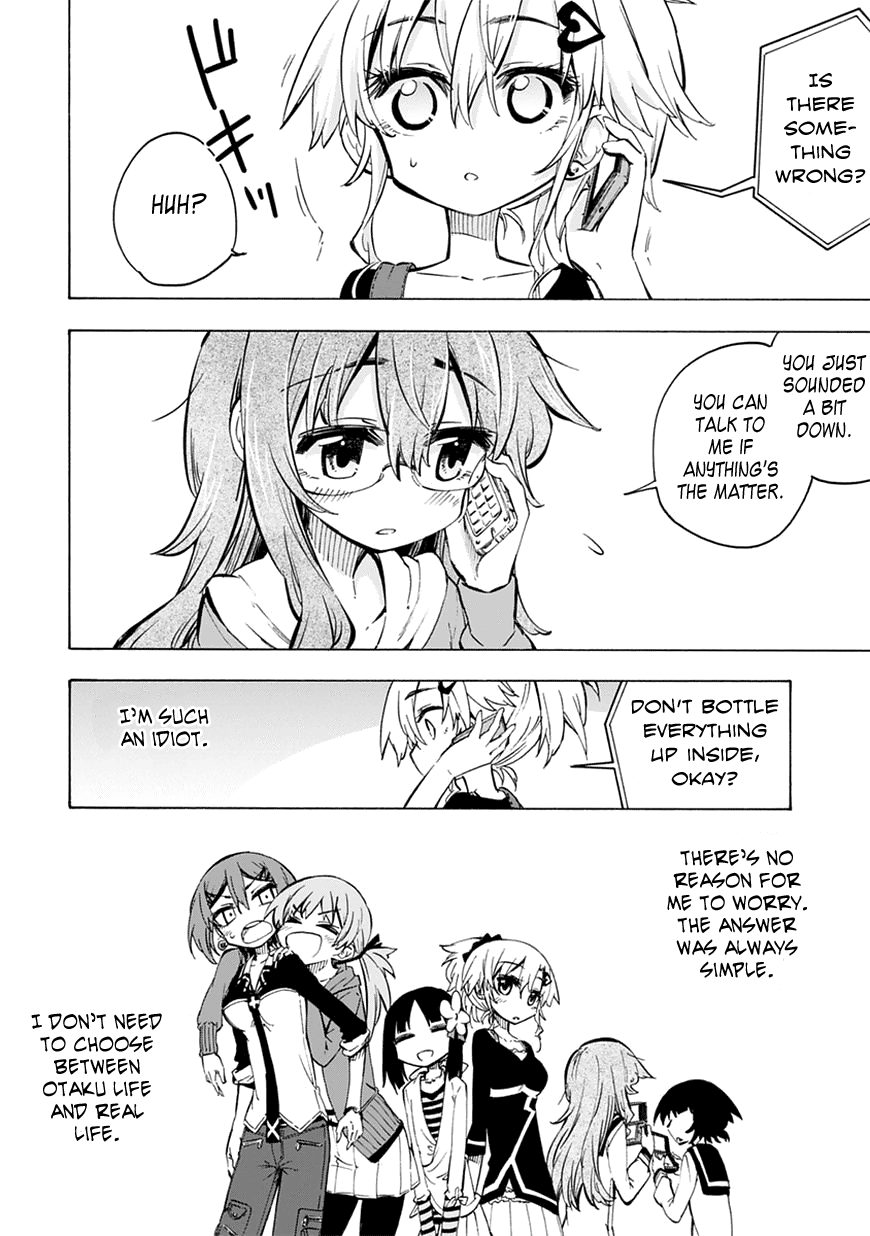 IS
THERE
SOME-
THING
WRONG?
ドキッ
HUH?
YOU JUST
SOUNDED
A BIT
DOWN.
YOU CAN
TALK TO
ME IF
ANYTHING'S
THE MATTER.
DON'T BOTTLE
EVERYTHING
UP INSIDE,
OKAY?
I'M SUCH
AN IDIOT.
THERE'S NO
REASON FOR
ME TO WORRY.
THE ANSWER
WAS ALWAYS
SIMPLE.
I DON'T NEED
TO CHOOSE
BETWEEN
OTAKU LIFE
AND REAL
LIFE.